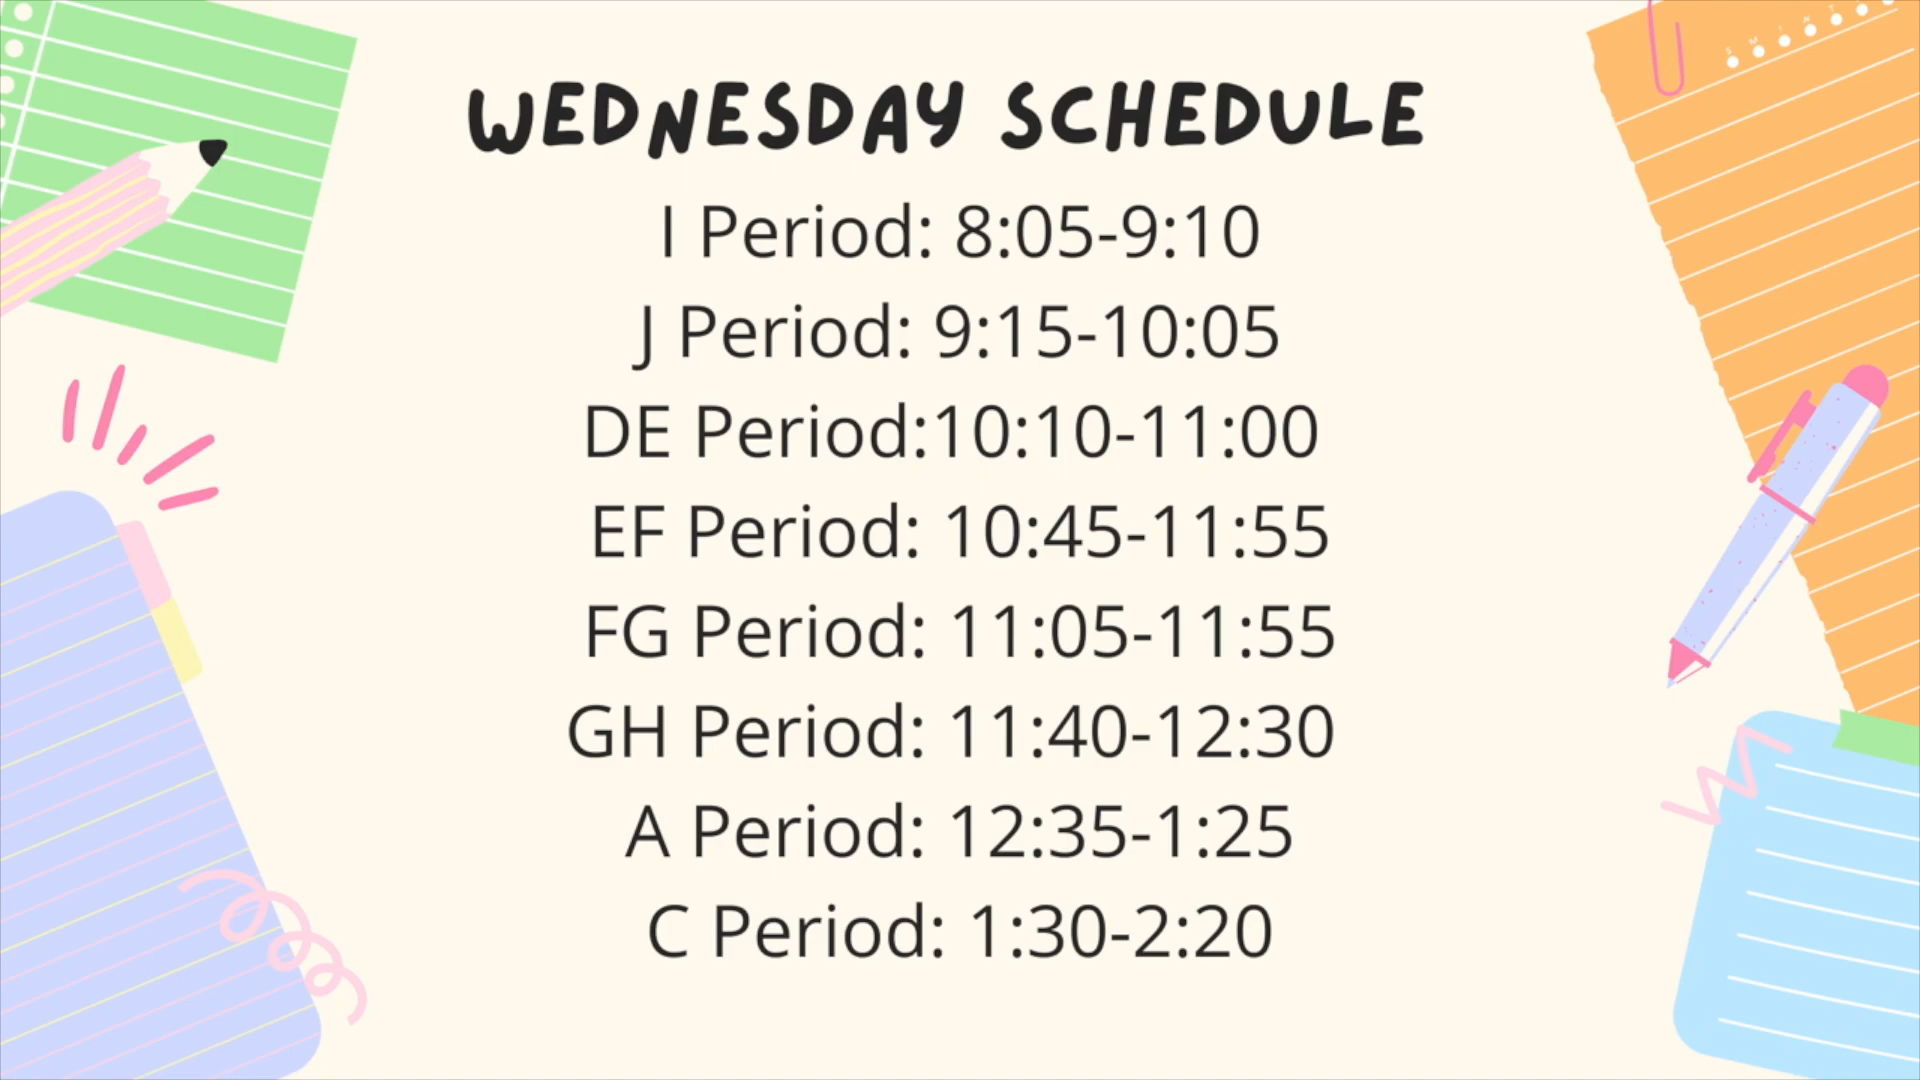 WEDNESDAY SCHEDULE
I Period: 8:05-9:10
J Period: 9:15-10:05
DE Period:10:10-11:00
EF Period: 10:45-11:55
FG Period: 11:05-11:55
GH Period: 11:40-12:30
A Period: 12:35-1:25
C Period: 1:30-2:20